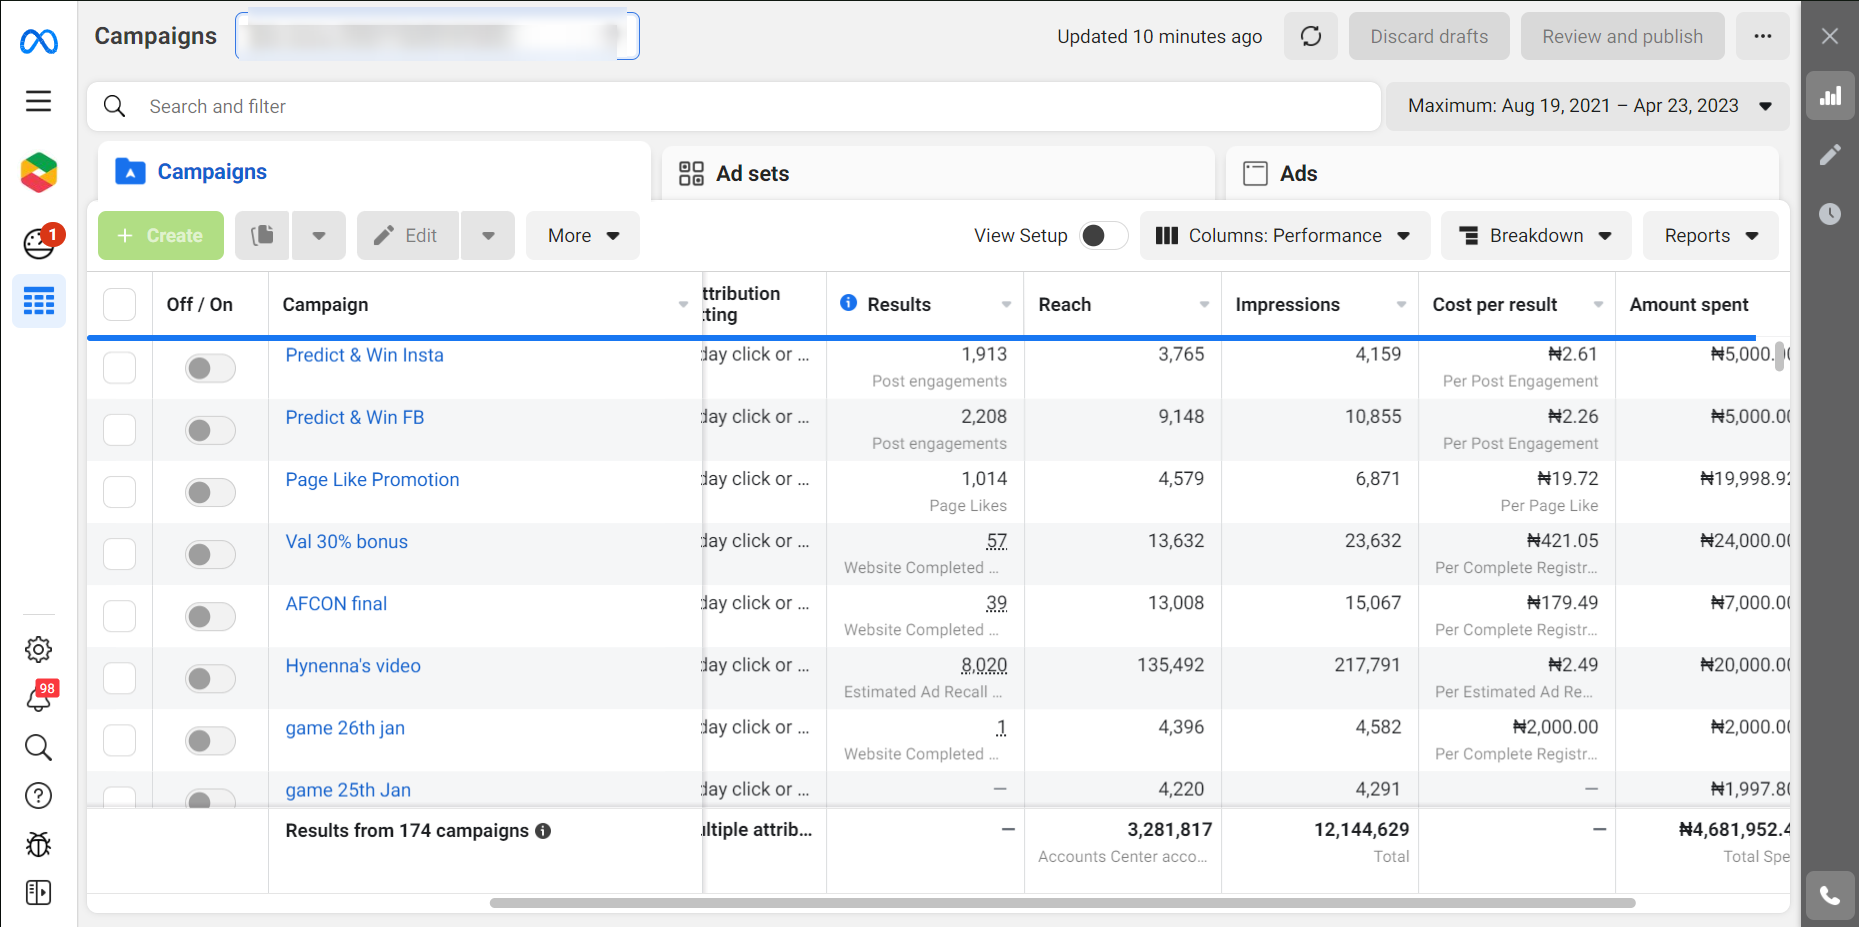 Campaigns
Updated 10 minutes ago
Discard drafts
Review and publish
Search and filter
Maximum: Aug 19, 2021 – Apr 23, 2023
Campaigns
Ad sets
Ads
1
+ Create
Edit
More
View Setup
Columns: Performance
Breakdown
Reports
Off / On
Campaign
ttribution
tting
Results
Reach
Impressions
Cost per result
Amount spent
Predict & Win Insta
day click or ...
1,913
Post engagements
3,765
4,159
₦2.61
Per Post Engagement
₦5,000.00
Predict & Win FB
day click or ...
2,208
Post engagements
9,148
10,855
₦2.26
Per Post Engagement
₦5,000.00
Page Like Promotion
day click or ...
1,014
Page Likes
4,579
6,871
₦19.72
Per Page Like
₦19,998.92
Val 30% bonus
day click or ...
57
Website Completed ...
13,632
23,632
₦421.05
Per Complete Registr...
₦24,000.00
AFCON final
day click or ...
39
Website Completed ...
13,008
15,067
₦179.49
Per Complete Registr...
₦7,000.00
Hynenna's video
day click or ...
8,020
Estimated Ad Recall ...
135,492
217,791
₦2.49
Per Estimated Ad Re...
₦20,000.00
game 26th jan
day click or ...
1
Website Completed ...
4,396
4,582
₦2,000.00
Per Complete Registr...
₦2,000.00
game 25th Jan
day click or ...
—
4,220
4,291
—
₦1,997.80
98
Results from 174 campaigns
ultiple attrib...
—
3,281,817
Accounts Center acco...
12,144,629
Total
—
₦4,681,952.4
Total Spe